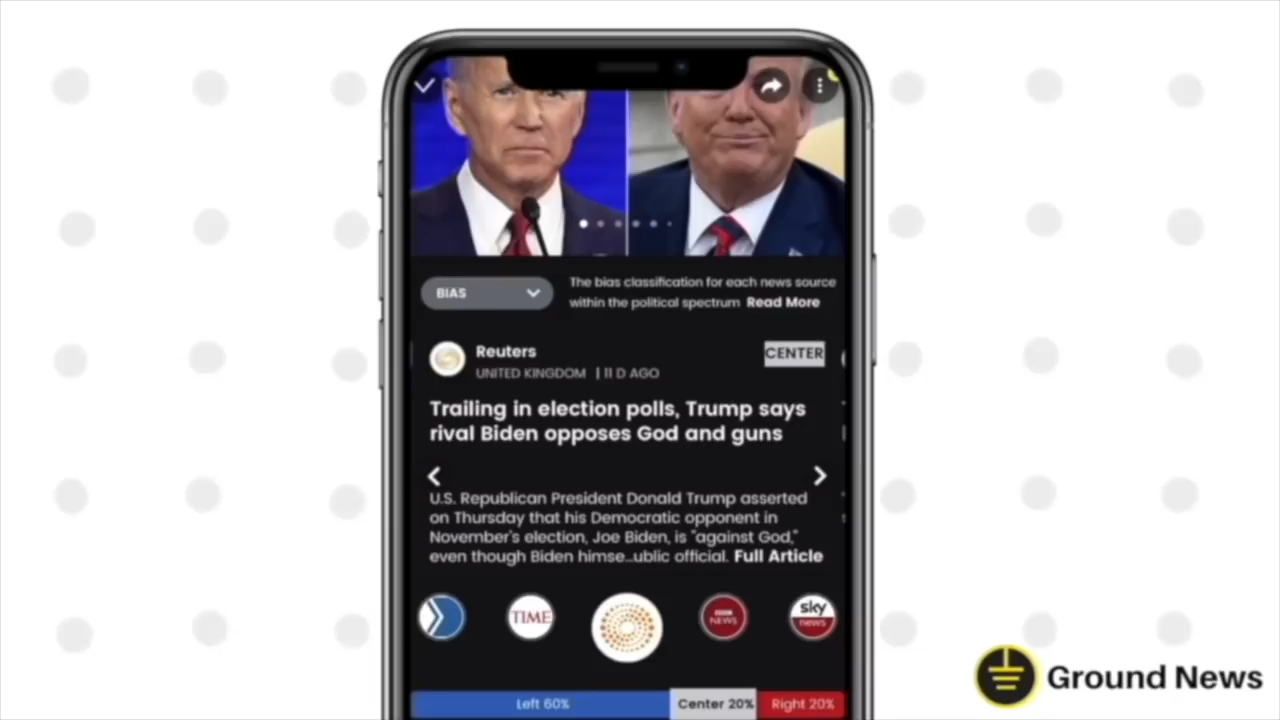 BIAS
The bias classification for each news source
within the political spectrum Read More
Reuters
CENTER
UNITED KINGDOM | 11 D AGO
Trailing in election polls, Trump says
rival Biden opposes God and guns
U.S. Republican President Donald Trump asserted
on Thursday that his Democratic opponent in
November's election, Joe Biden, is "against God,"
even though Biden himse...ublic official. Full Article
TIME
NEWS
sky
news
Left 60%
Center 20%
Right 20%
Ground News